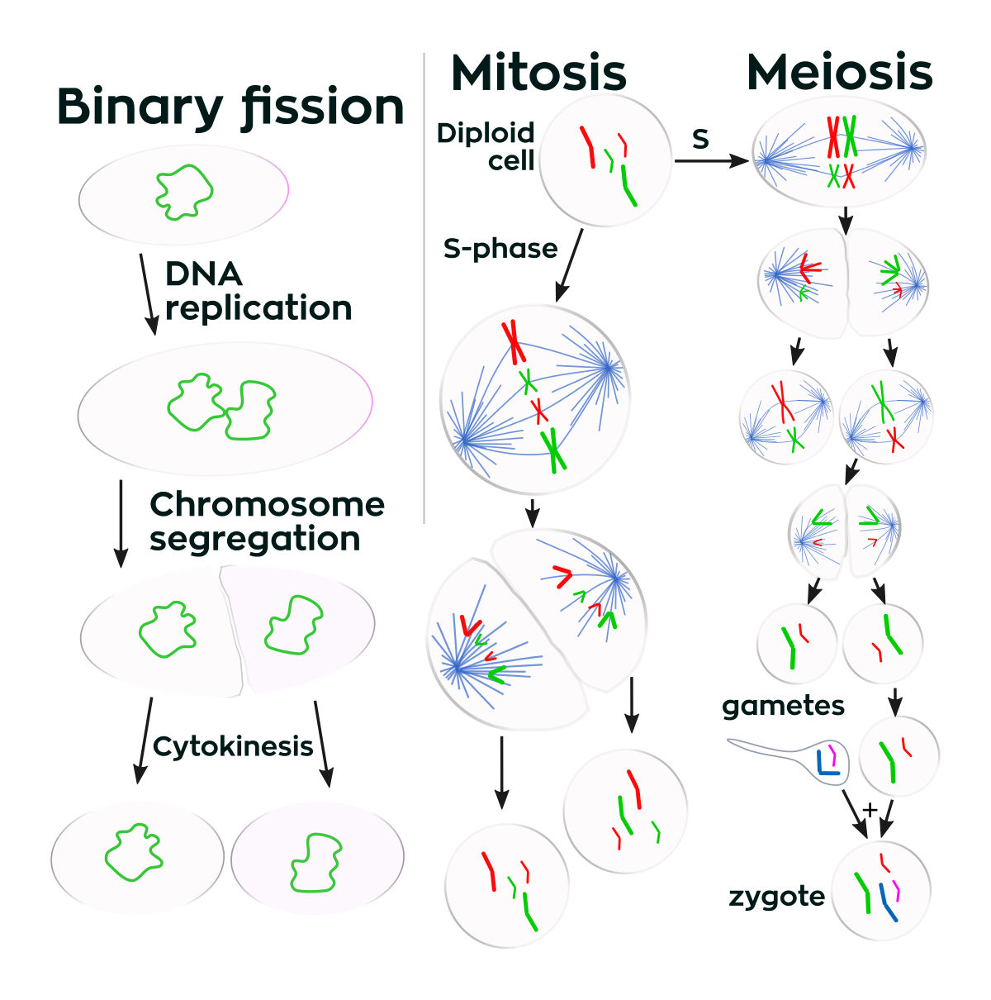 Binary fission
DNA
replication
Chromosome
segregation
Cytokinesis
Mitosis
Diploid
cell
S-phase
Meiosis
S
gametes
+
zygote